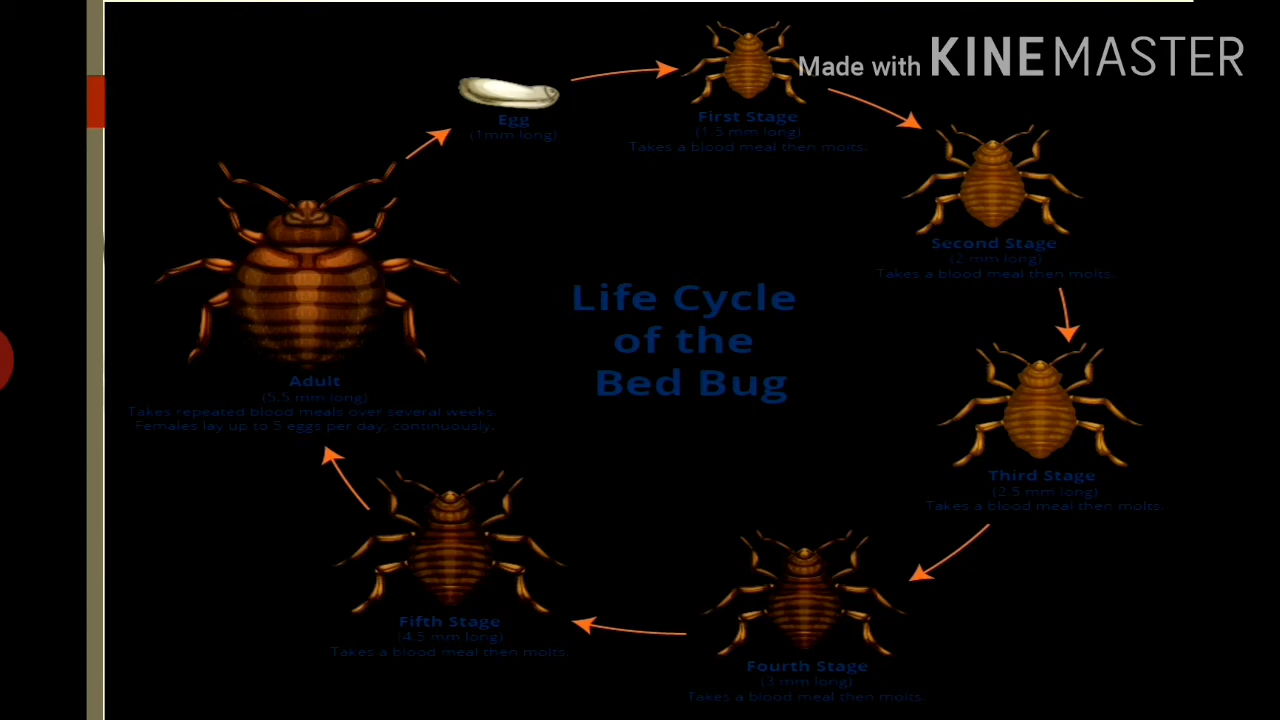 Made with KINEMASTER
Egg
(1mm long)
First Stage
(1.5 mm long)
Takes a blood meal then molts.
Second Stage
(2 mm long)
Takes a blood meal then molts.
Life Cycle
of the
Bed Bug
Adult
(5.5 mm long)
Takes repeated blood meals over several weeks.
Females lay up to 5 eggs per day, continuously.
Third Stage
(2.5 mm long)
Takes a blood meal then molts.
Fifth Stage
(4.5 mm long)
Takes a blood meal then molts.
Fourth Stage
(3 mm long)
Takes a blood meal then molts.